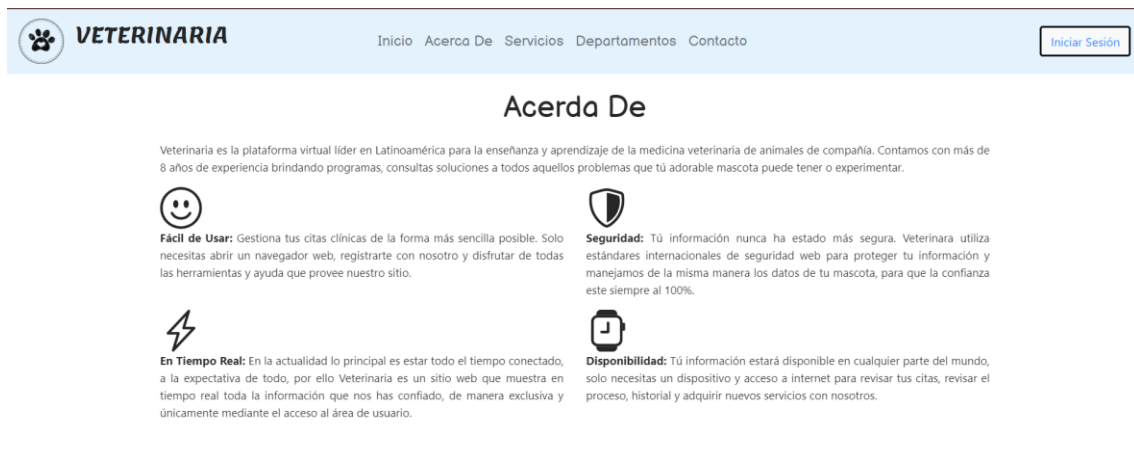 VETERINARIA
Inicio Acerca De Servicios Departamentos Contacto
Iniciar Sesión
Acerda De
Veterinaria es la plataforma virtual líder en Latinoamérica para la enseñanza y aprendizaje de la medicina veterinaria de animales de compañía. Contamos con más de
8 años de experiencia brindando programas, consultas soluciones a todos aquellos problemas que tú adorable mascota puede tener o experimentar.
Fácil de Usar: Gestiona tus citas clínicas de la forma más sencilla posible. Solo
necesitas abrir un navegador web, registrarte con nosotro y disfrutar de todas
las herramientas y ayuda que provee nuestro sitio.
Seguridad: Tú información nunca ha estado más segura. Veterinara utiliza
estándares internacionales de seguridad web para proteger tu información y
manejamos de la misma manera los datos de tu mascota, para que la confianza
este siempre al 100%.
En Tiempo Real: En la actualidad lo principal es estar todo el tiempo conectado,
a la expectativa de todo, por ello Veterinaria es un sitio web que muestra en
tiempo real toda la información que nos has confiado, de manera exclusiva y
únicamente mediante el acceso al área de usuario.
Disponibilidad: Tú información estará disponible en cualquier parte del mundo,
solo necesitas un dispositivo y acceso a internet para revisar tus citas, revisar el
proceso, historial y adquirir nuevos servicios con nosotros.